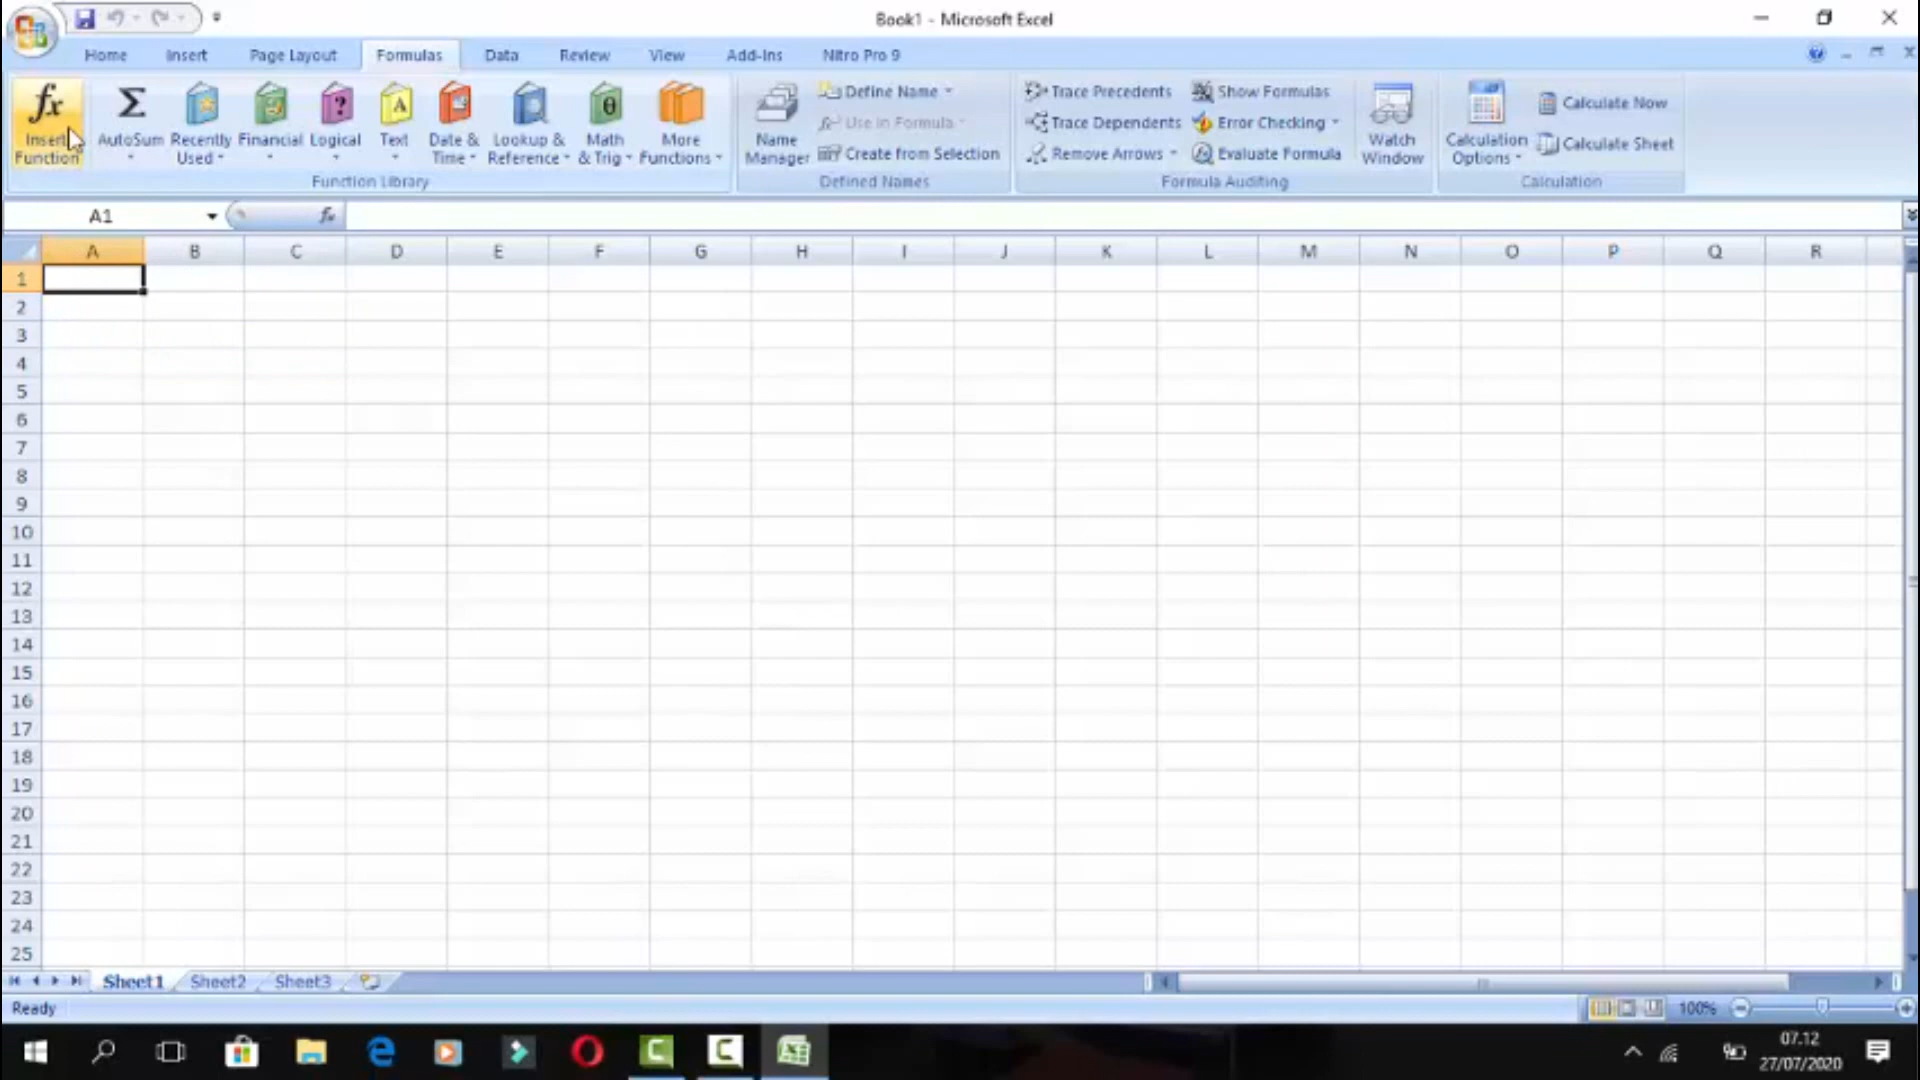 Book1 - Microsoft Excel
Home Insert Page Layout Formulas Data Review View Add-Ins Nitro Pro 9
fx Insert Function
Σ AutoSum
Recently Used
Financial
? Logical
A Text
Date & Time
Lookup & Reference
θ Math & Trig
More Functions
Function Library
Name Manager
Define Name
Use in Formula
Create from Selection
Defined Names
Trace Precedents
Trace Dependents
Remove Arrows
Show Formulas
Error Checking
Evaluate Formula
Formula Auditing
Watch Window
Calculation Options
Calculate Now
Calculate Sheet
Calculation
A1 fx
A B C D E F G H I J K L M N O P Q R
1
2
3
4
5
6
7
8
9
10
11
12
13
14
15
16
17
18
19
20
21
22
23
24
25
Sheet1 Sheet2 Sheet3
Ready 100%
07.12
27/07/2020